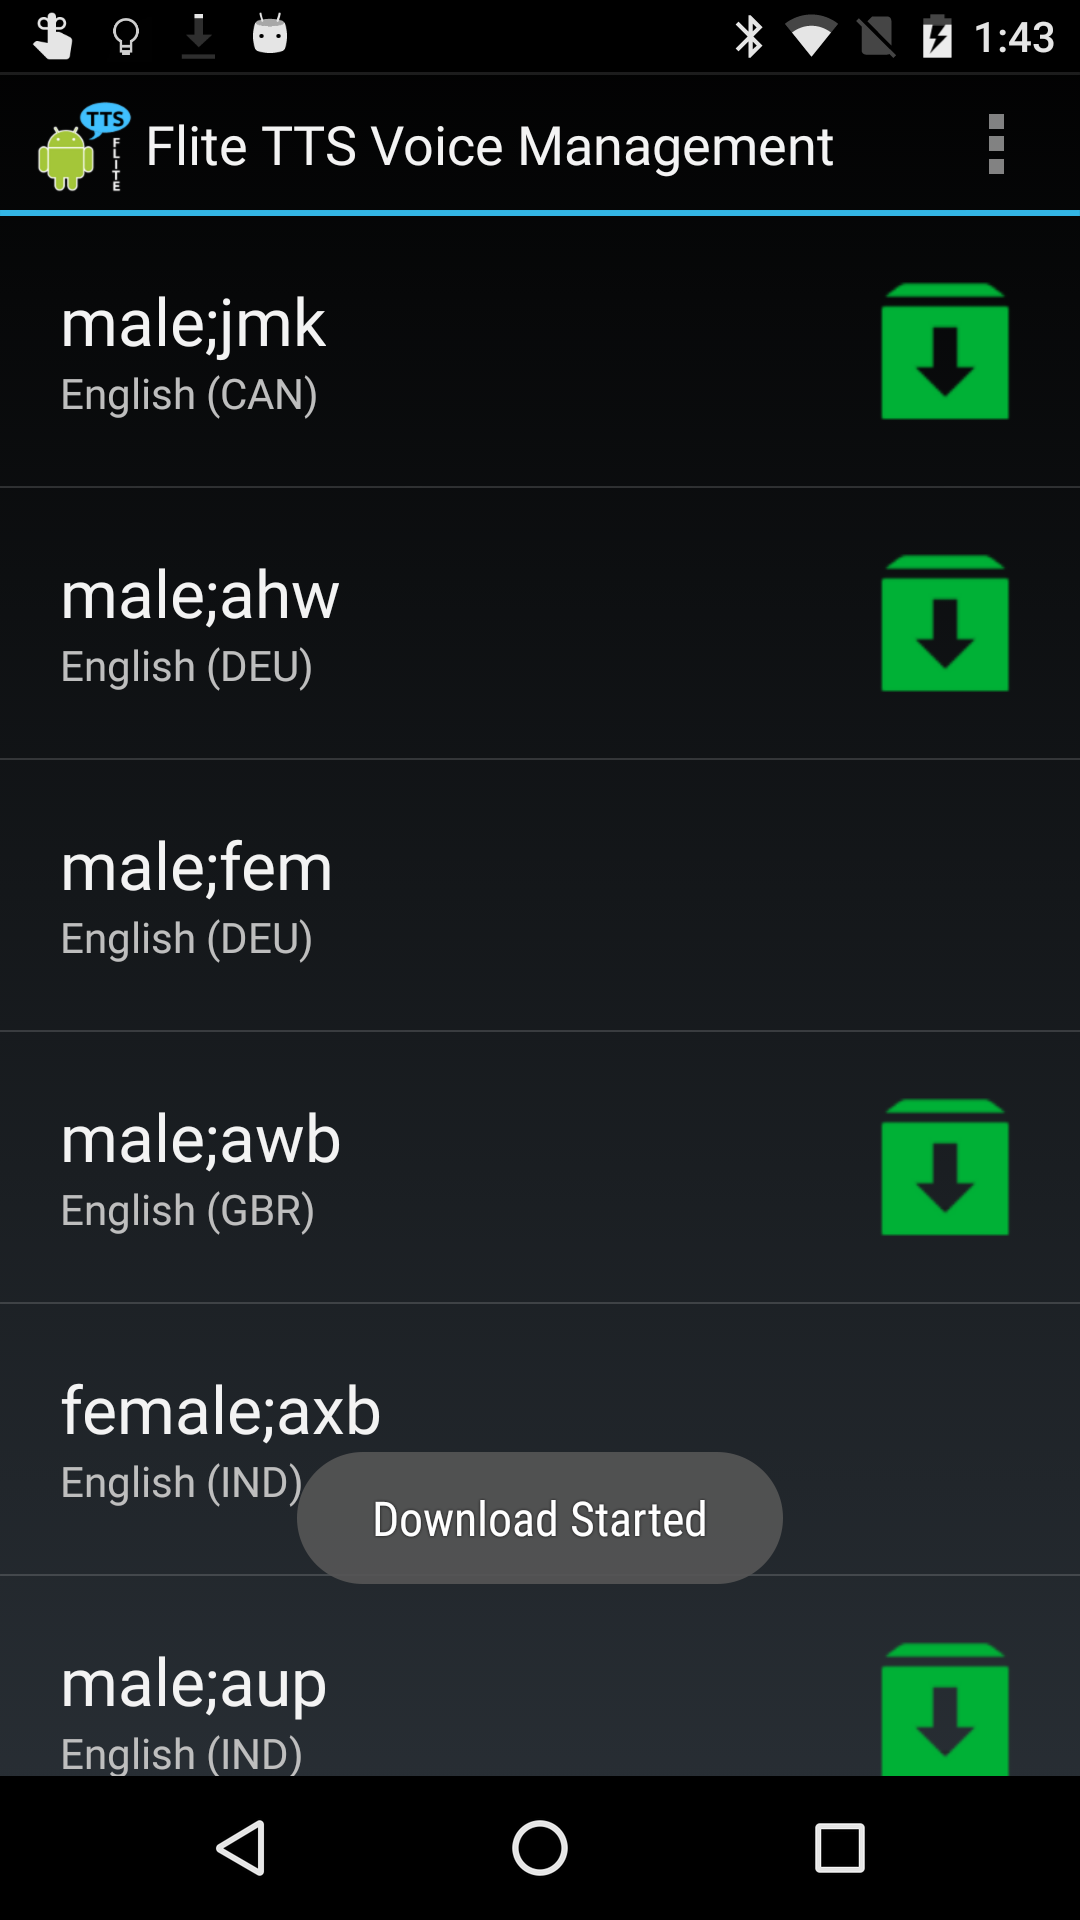 1:43
TTS
FLITE
Flite TTS Voice Management
male;jmk
English (CAN)
male;ahw
English (DEU)
male;fem
English (DEU)
male;awb
English (GBR)
female;axb
English (IND)
Download Started
male;aup
English (IND)